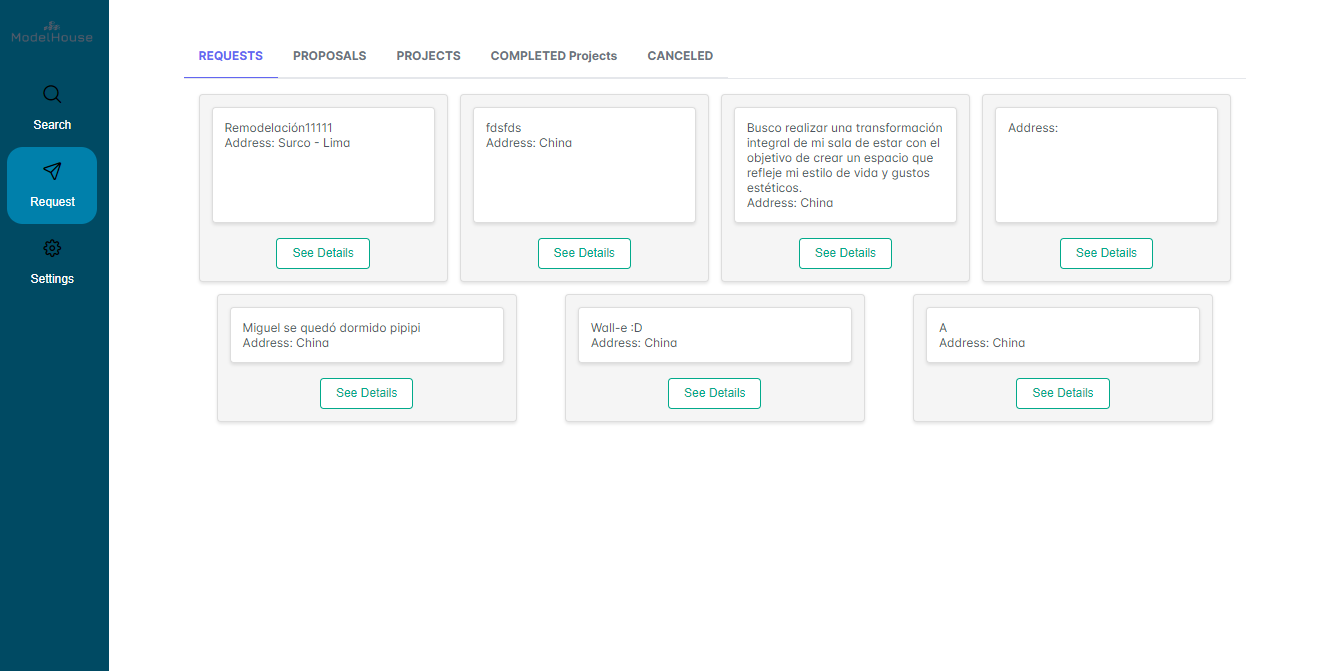 ModelHouse
Search
Request
Settings
REQUESTS PROPOSALS PROJECTS COMPLETED Projects CANCELED
Remodelación11111
Address: Surco - Lima
See Details
fdsfds
Address: China
See Details
Busco realizar una transformación
integral de mi sala de estar con el
objetivo de crear un espacio que
refleje mi estilo de vida y gustos
estéticos.
Address: China
See Details
Address:
See Details
Miguel se quedó dormido pipipi
Address: China
See Details
Wall-e :D
Address: China
See Details
A
Address: China
See Details